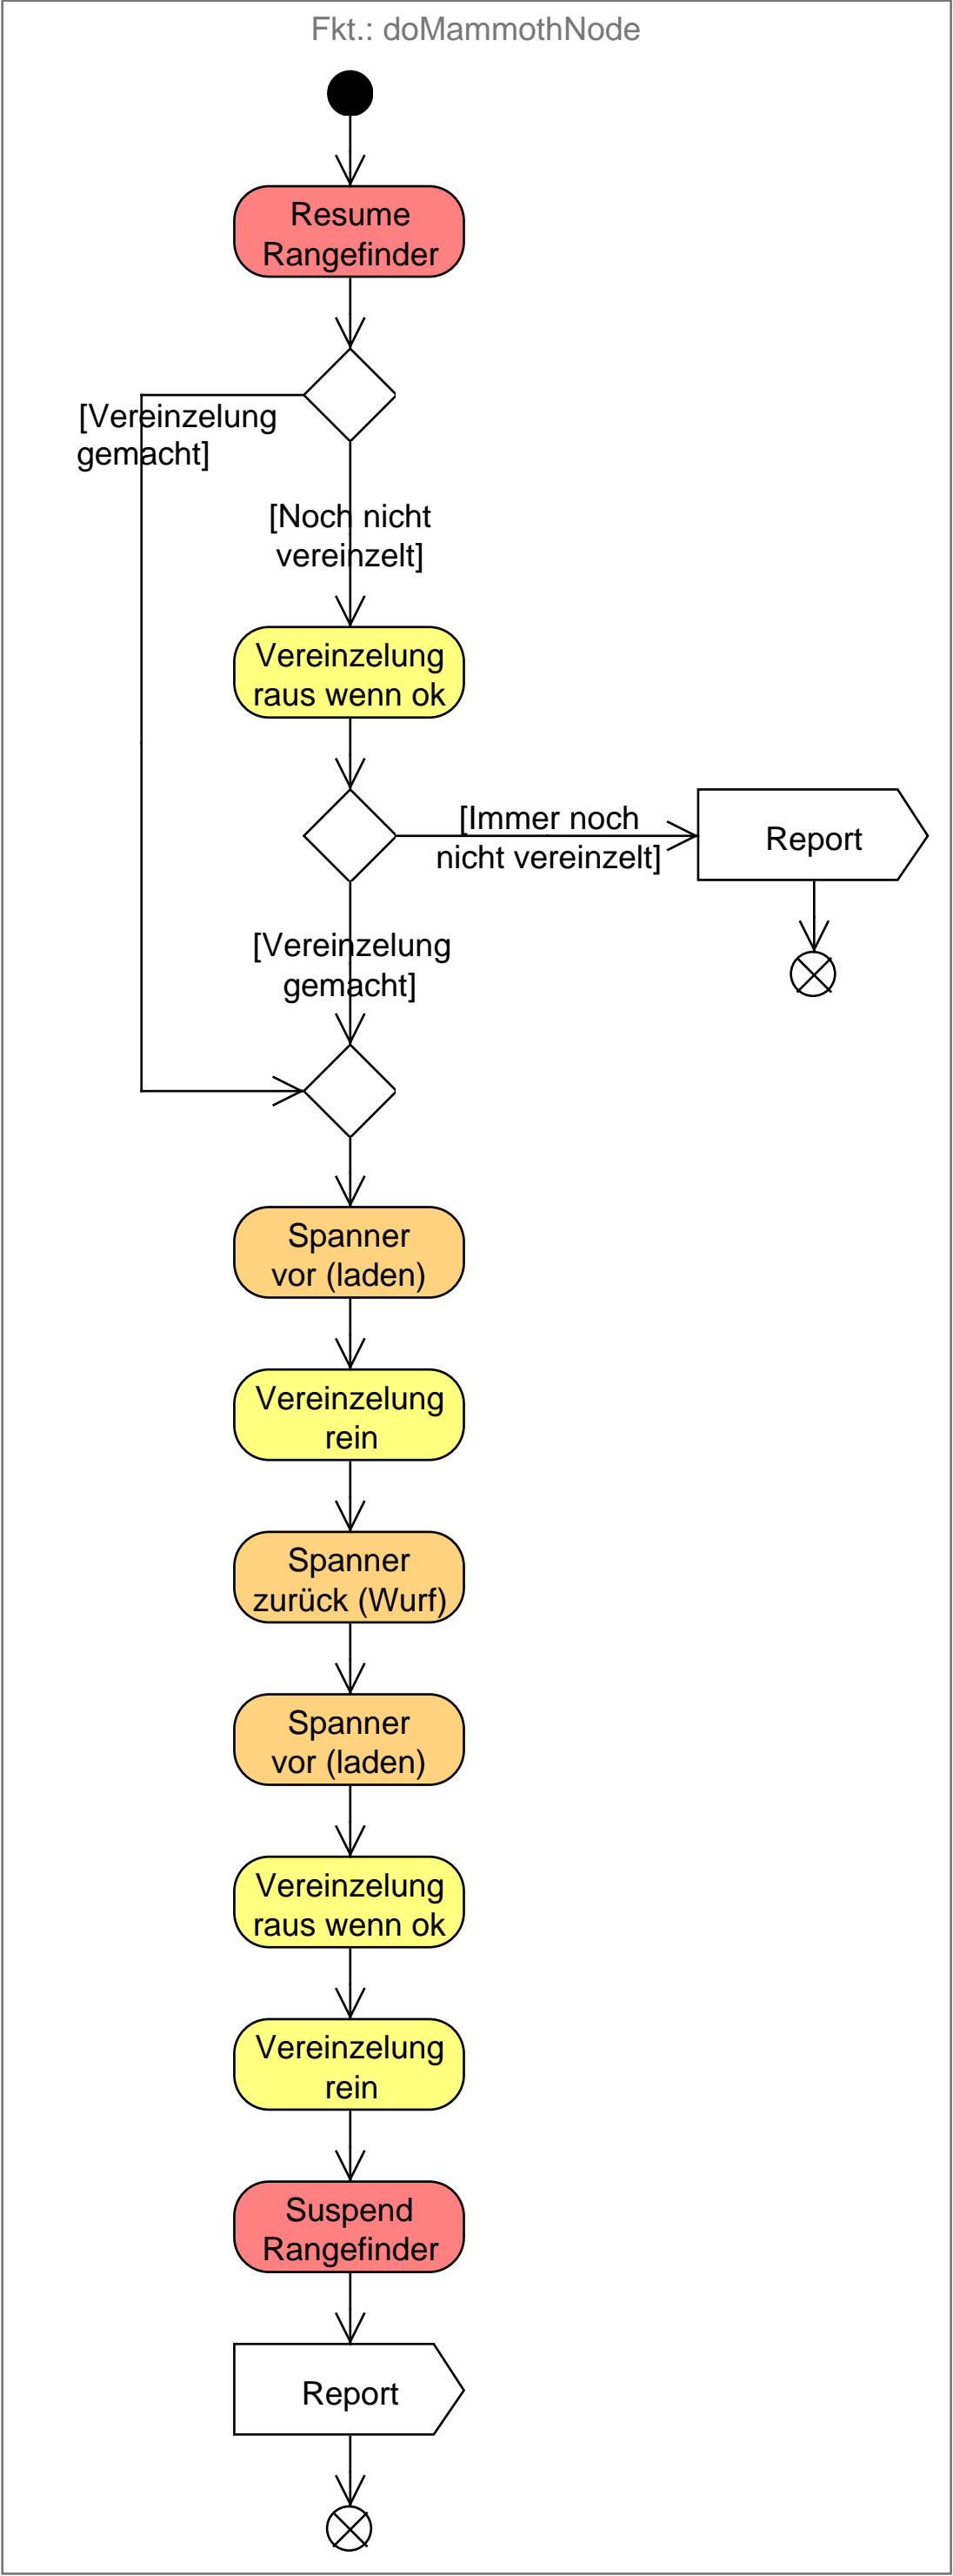 Fkt.: doMammothNode
Resume
Rangefinder
[Vereinzelung
gemacht]
[Noch nicht
vereinzelt]
Vereinzelung
raus wenn ok
[Immer noch
nicht vereinzelt]
Report
[Vereinzelung
gemacht]
Spanner
vor (laden)
Vereinzelung
rein
Spanner
zurück (Wurf)
Spanner
vor (laden)
Vereinzelung
raus wenn ok
Vereinzelung
rein
Suspend
Rangefinder
Report